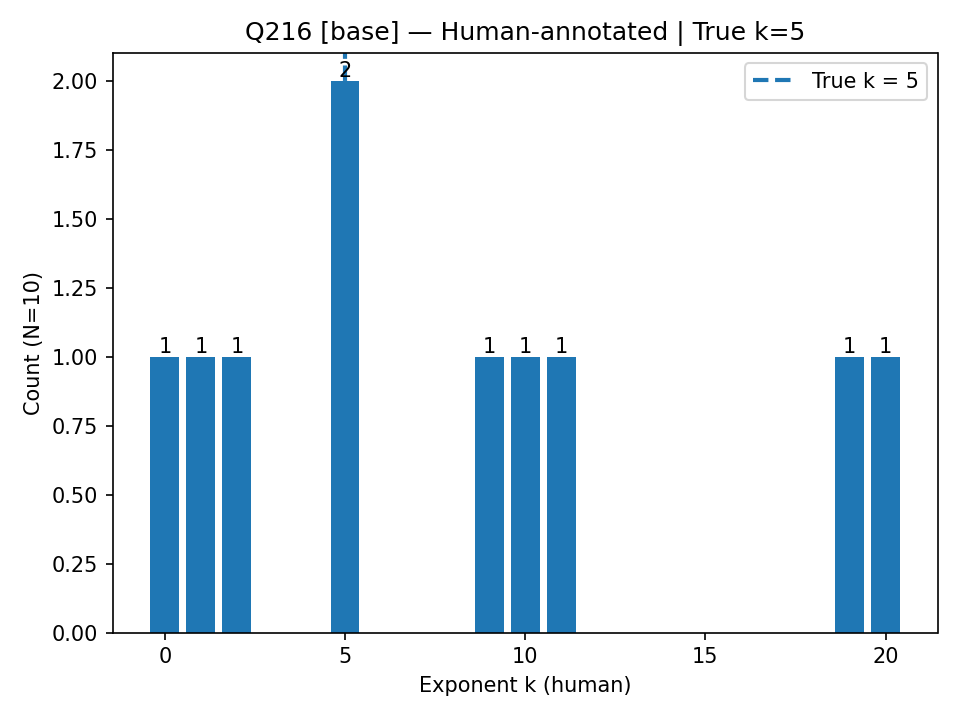 Q216 [base] — Human-annotated | True k=5
True k = 5
Count (N=10)
2.00
1.75
1.50
1.25
1.00
0.75
0.50
0.25
0.00
1 1 1 2 1 1 1 1 1
0 5 10 15 20
Exponent k (human)